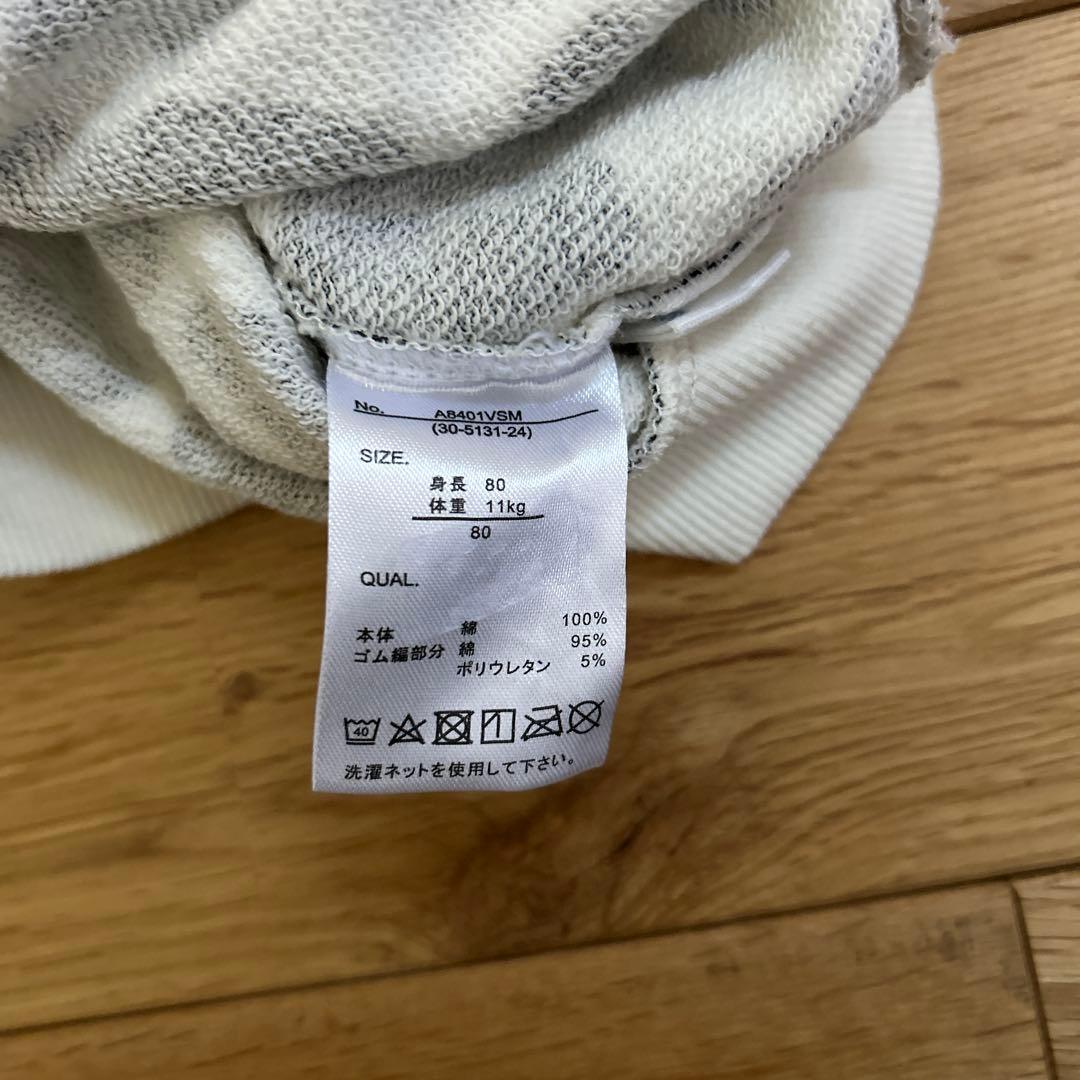 No. A8401VSM
(30-5131-24)
SIZE.
身長 80
体重 11kg
80
QUAL.
本体 綿 100%
ゴム編部分 綿 95%
ポリウレタン 5%
40
洗濯ネットを使用して下さい。